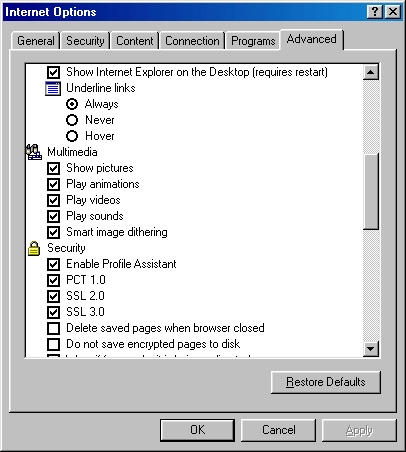 Internet Options
General Security Content Connection Programs Advanced
Show Internet Explorer on the Desktop (requires restart)
Underline links
Always
Never
Hover
Multimedia
Show pictures
Play animations
Play videos
Play sounds
Smart image dithering
Security
Enable Profile Assistant
PCT 1.0
SSL 2.0
SSL 3.0
Delete saved pages when browser closed
Do not save encrypted pages to disk
Restore Defaults
OK Cancel Apply